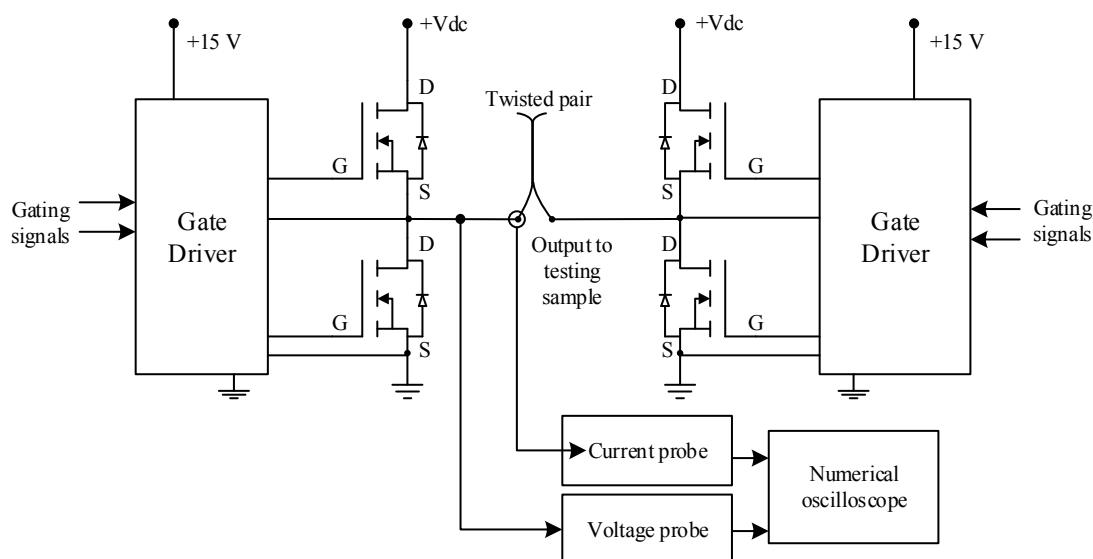 +15 V
+Vdc
+Vdc
+15 V
D
Twisted pair
D
G
G
S
S
Gating
signals
Gate
Driver
Output to
testing
sample
Gate
Driver
Gating
signals
D
D
G
G
S
S
Current probe
Numerical
oscilloscope
Voltage probe